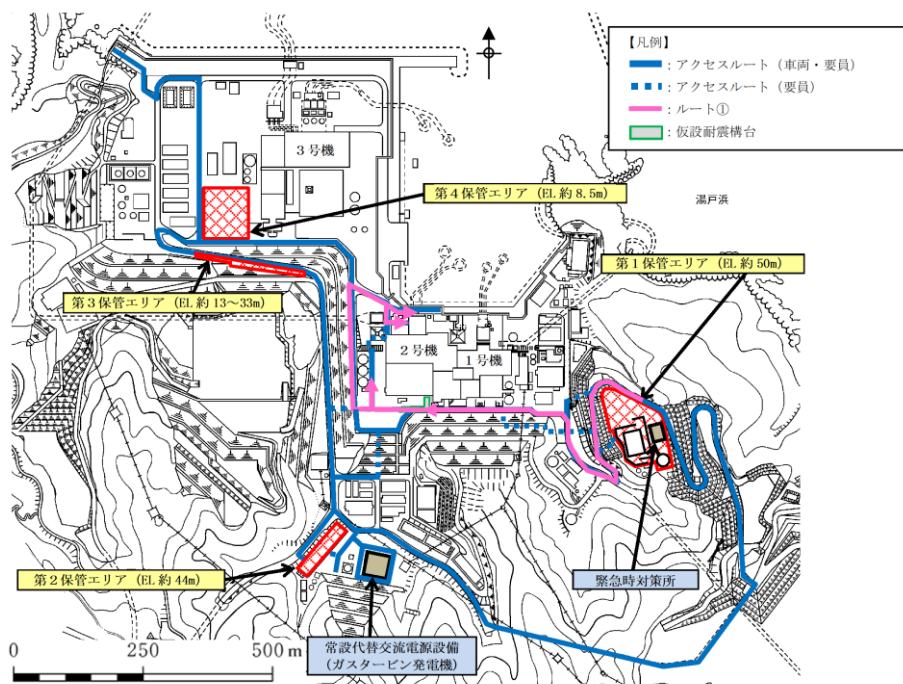 【凡例】
：アクセスルート（車両・要員）
：アクセスルート（要員）
：ルート①
：仮設耐震構台
3号機
湯戸浜
第4保管エリア（EL 約 8.5m）
第1保管エリア（EL 約 50m）
第3保管エリア（EL 約 13～33m）
2号機
1号機
第2保管エリア（EL 約 44m）
緊急時対策所
常設代替交流電源設備
（ガスタービン発電機）
0 250 500 m